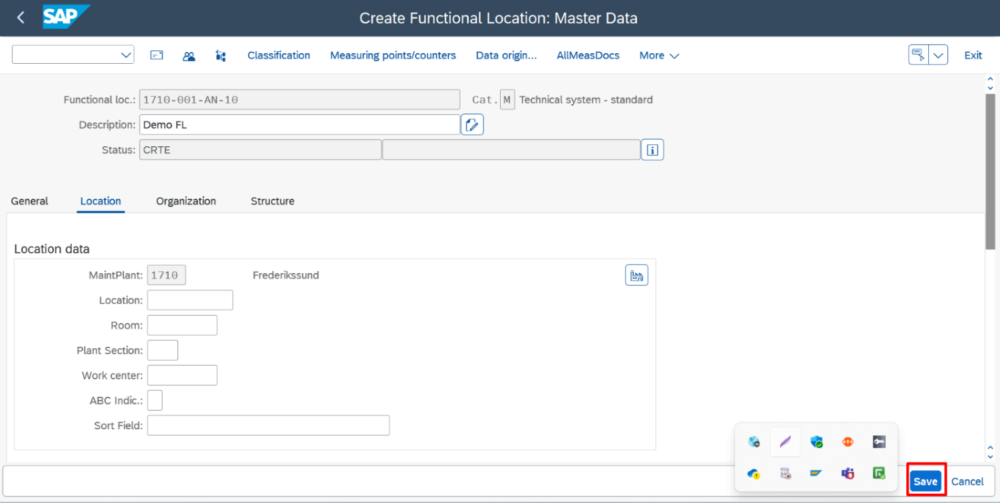 SAP Create Functional Location: Master Data
Classification Measuring points/counters Data origin... AllMeasDocs More Exit
Functional loc.: 1710-001-AN-10 Cat. M Technical system - standard
Description: Demo FL
Status: CRTE
General Location Organization Structure
Location data
MaintPlant: 1710 Frederikssund
Location:
Room:
Plant Section:
Work center:
ABC Indic.:
Sort Field:
Save Cancel